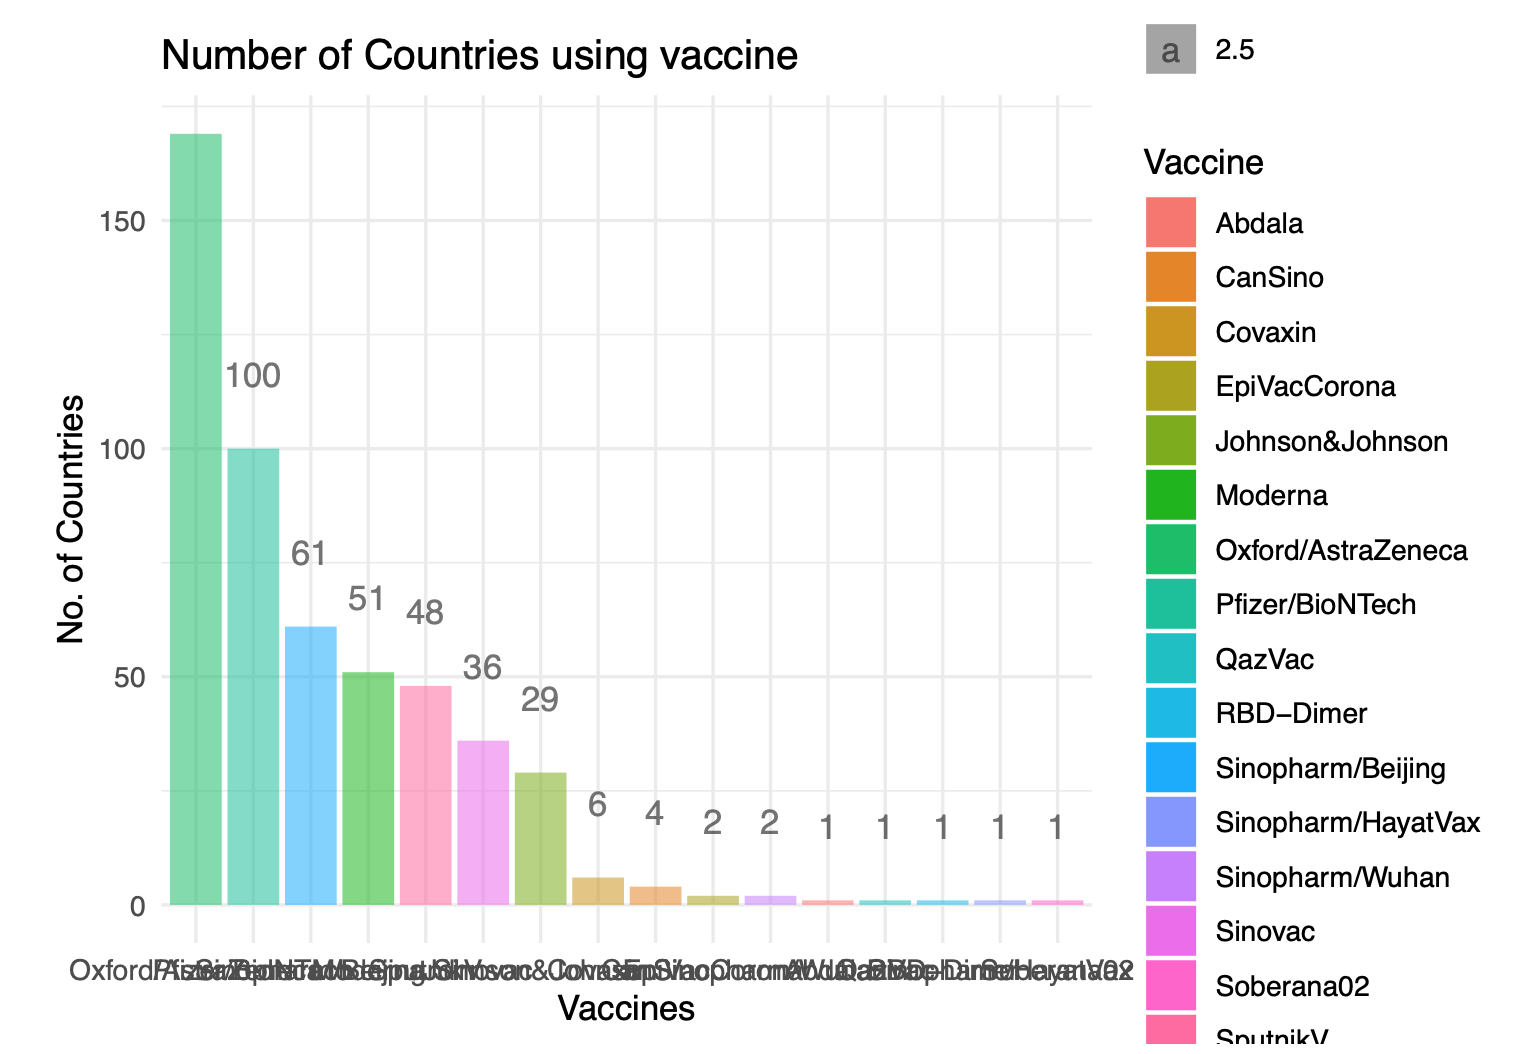 Number of Countries using vaccine
a 2.5
Vaccine
Abdala
CanSino
Covaxin
EpiVacCorona
Johnson&Johnson
Moderna
Oxford/AstraZeneca
Pfizer/BioNTech
QazVac
RBD−Dimer
Sinopharm/Beijing
Sinopharm/HayatVax
Sinopharm/Wuhan
Sinovac
Soberana02
SputnikV
No. of Countries
150
100
50
0
100
61
51
48
36
29
6
4
2
2
1
1
1
1
1
Vaccines